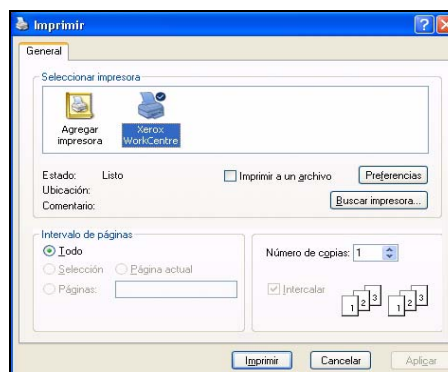 Imprimir
General
Seleccionar impresora
Agregar impresora
Xerox WorkCentre
Estado: Listo
Ubicación:
Comentario:
Imprimir a un archivo
Preferencias
Buscar impresora...
Intervalo de páginas
Todo
Selección Página actual
Páginas:
Número de copias: 1
Intercalar
1 2 3 1 2 3
Imprimir Cancelar Aplicar